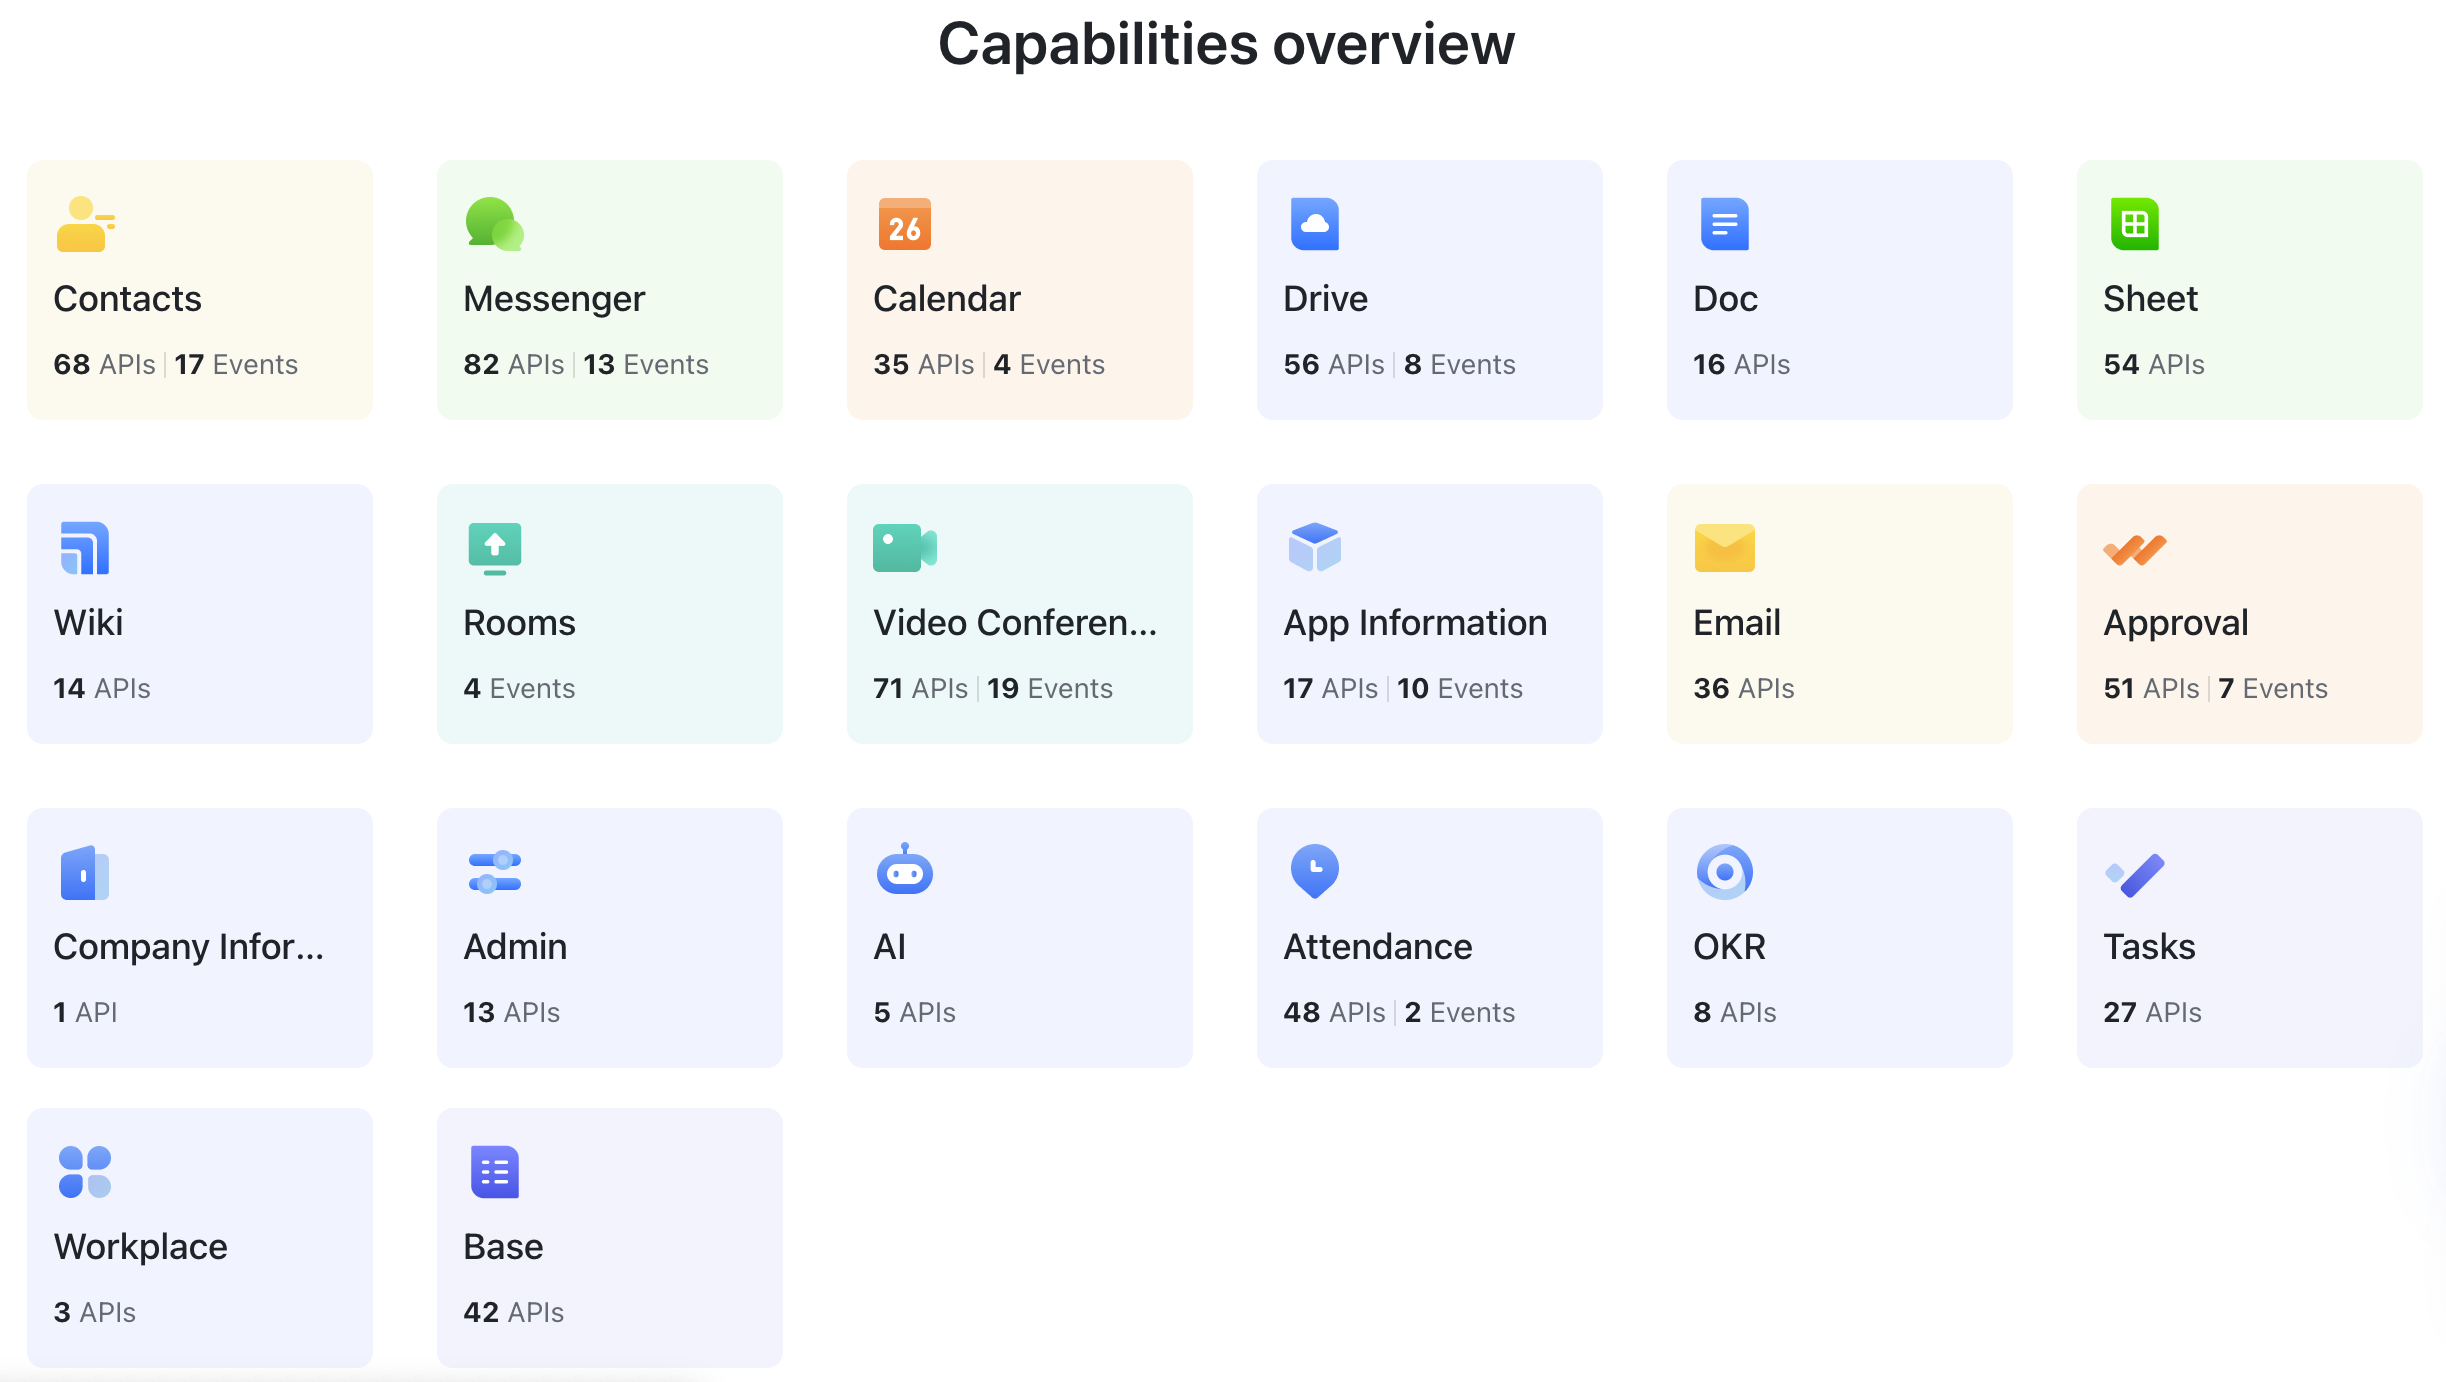 Capabilities overview
26
Contacts
68 APIs | 17 Events
Messenger
82 APIs | 13 Events
Calendar
35 APIs | 4 Events
Drive
56 APIs | 8 Events
Doc
16 APIs
Sheet
54 APIs
Wiki
14 APIs
Rooms
4 Events
Video Conferen...
71 APIs | 19 Events
App Information
17 APIs | 10 Events
Email
36 APIs
Approval
51 APIs | 7 Events
Company Infor...
1 API
Admin
13 APIs
AI
5 APIs
Attendance
48 APIs | 2 Events
OKR
8 APIs
Tasks
27 APIs
Workplace
3 APIs
Base
42 APIs